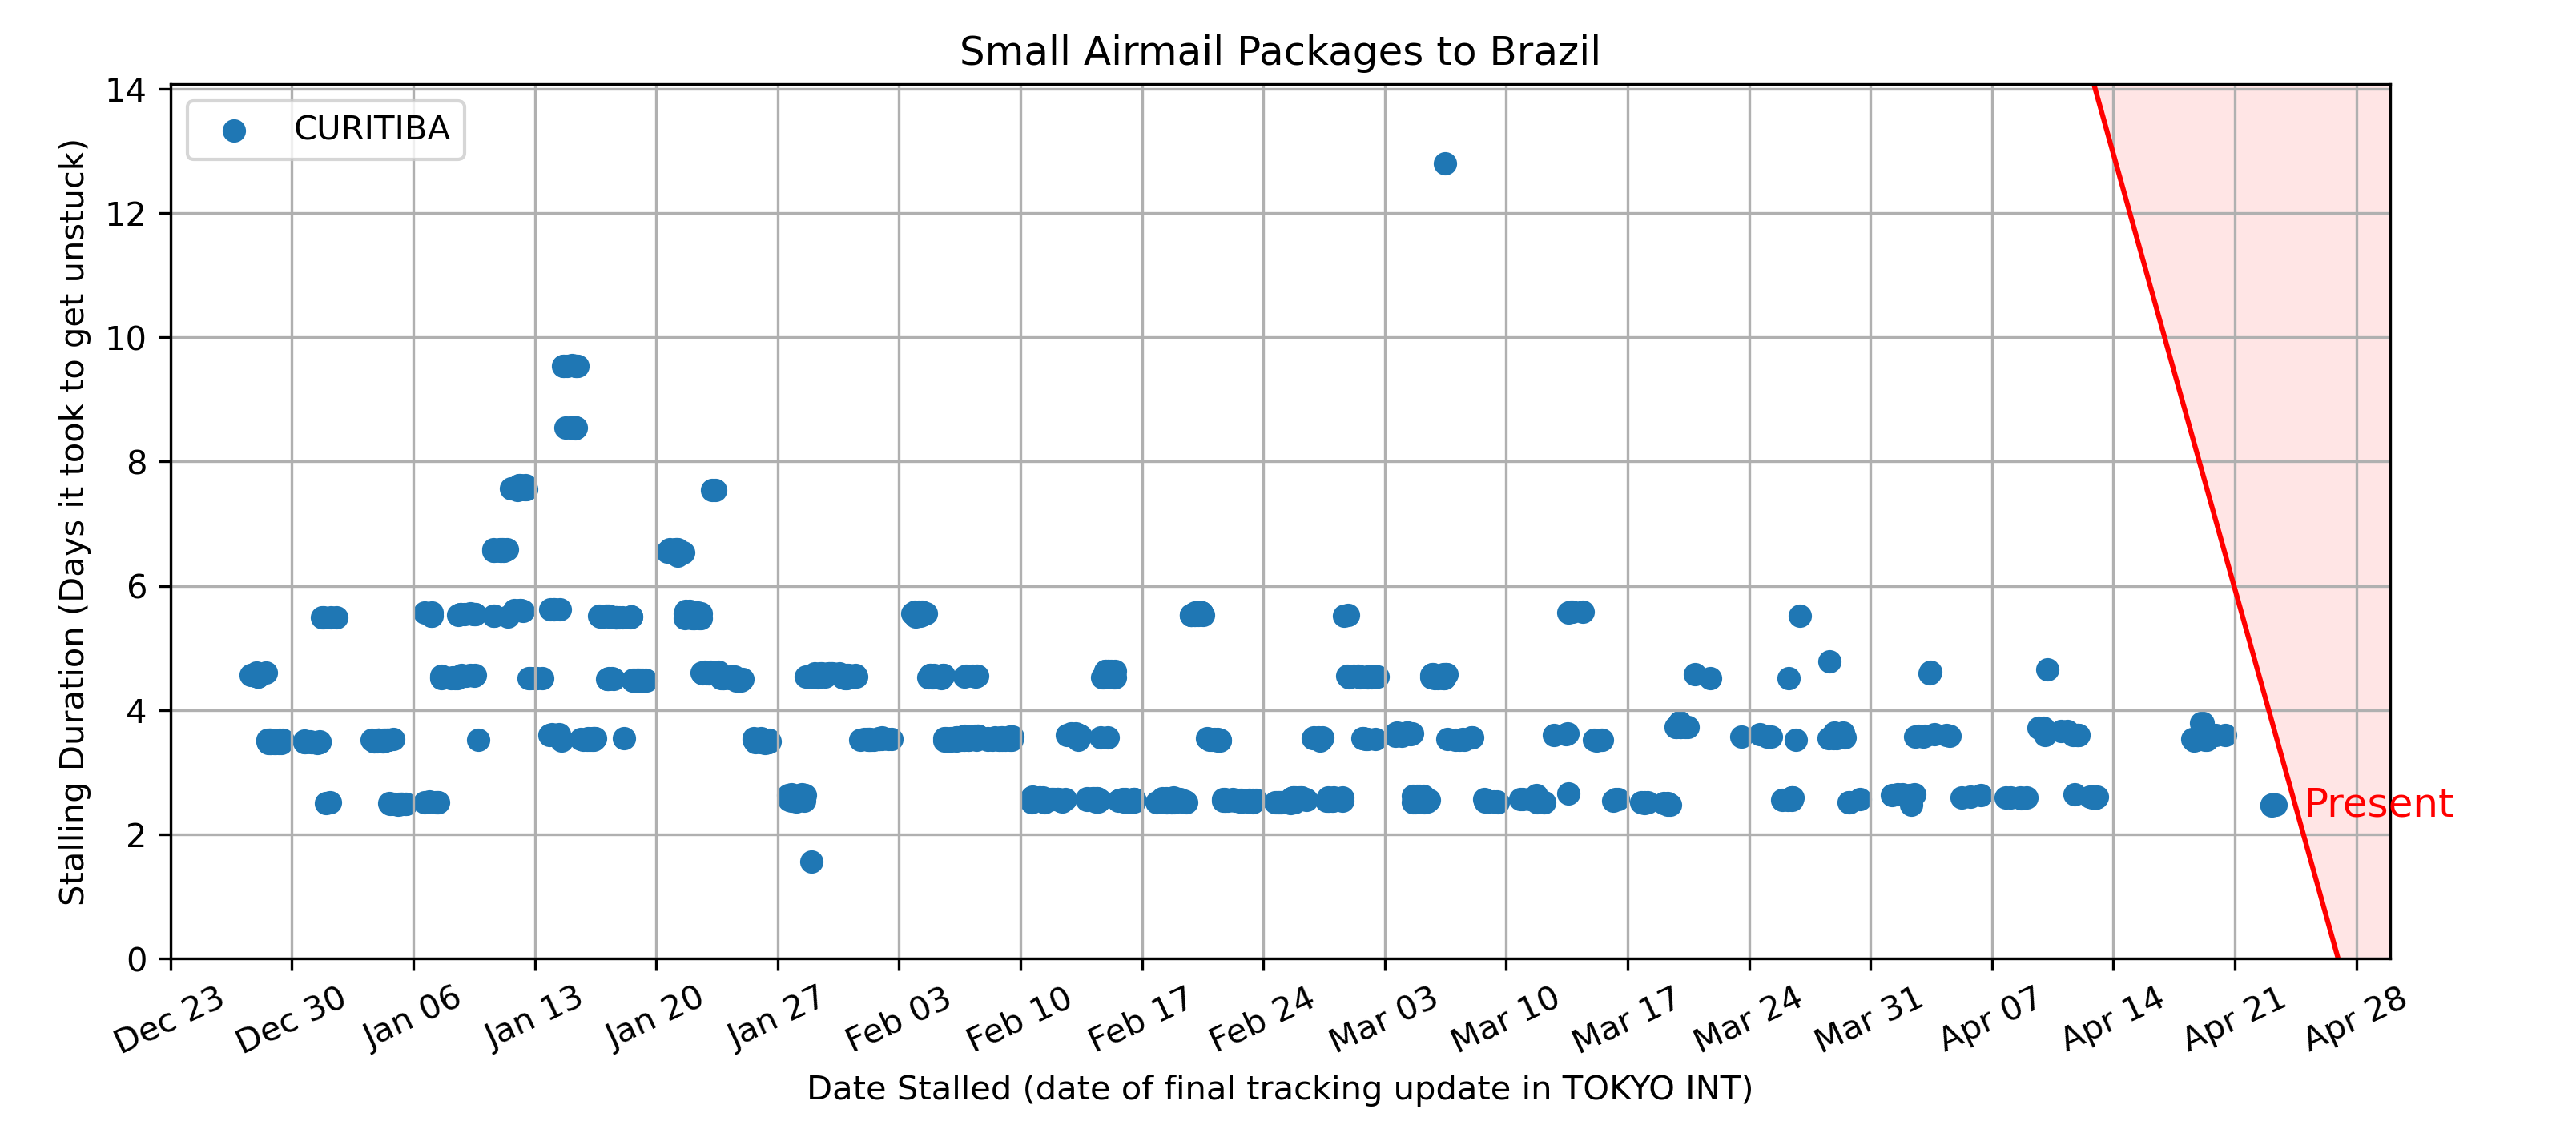 Small Airmail Packages to Brazil
CURITIBA
Stalling Duration (Days it took to get unstuck)
14
12
10
8
6
4
2
0
Present
Dec 23 Dec 30 Jan 06 Jan 13 Jan 20 Jan 27 Feb 03 Feb 10 Feb 17 Feb 24 Mar 03 Mar 10 Mar 17 Mar 24 Mar 31 Apr 07 Apr 14 Apr 21 Apr 28
Date Stalled (date of final tracking update in TOKYO INT)